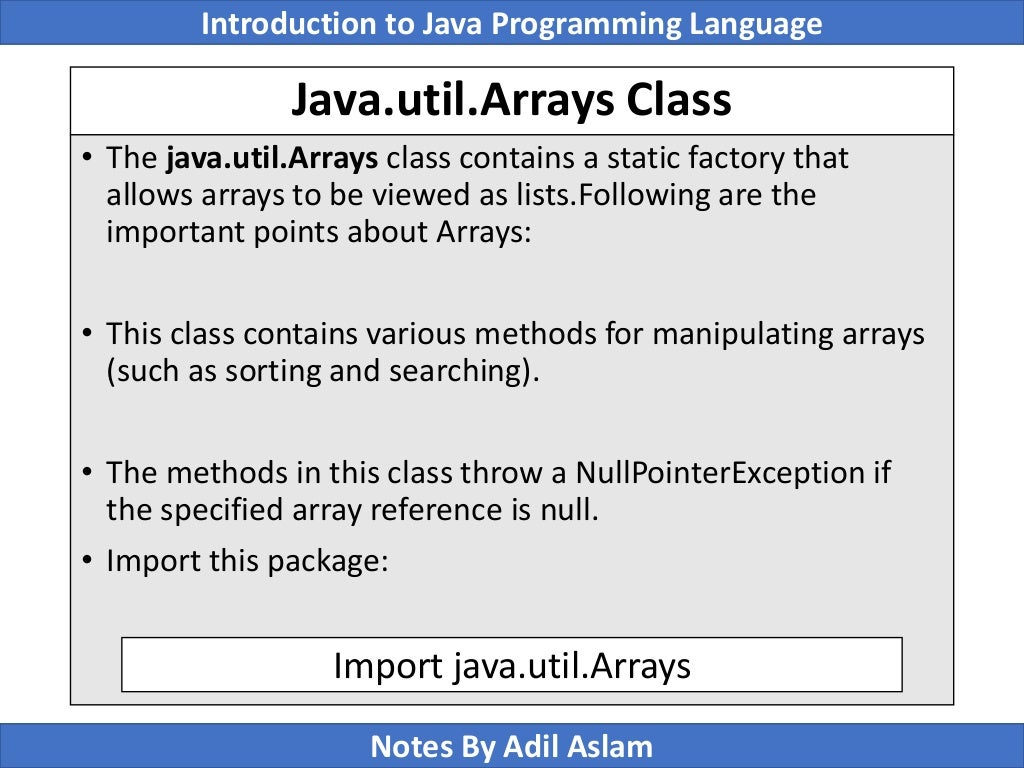 Introduction to Java Programming Language
Java.util.Arrays Class
• The java.util.Arrays class contains a static factory that
allows arrays to be viewed as lists.Following are the
important points about Arrays:
• This class contains various methods for manipulating arrays
(such as sorting and searching).
• The methods in this class throw a NullPointerException if
the specified array reference is null.
• Import this package:
Import java.util.Arrays
Notes By Adil Aslam